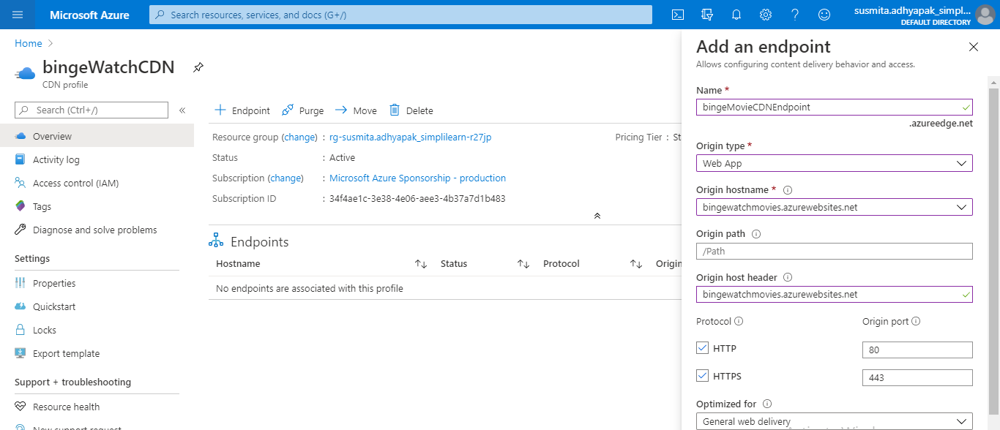 Microsoft Azure
Search resources, services, and docs (G+/)
susmita.adhyapak_simpl...
DEFAULT DIRECTORY
Home
bingeWatchCDN
CDN profile
Search (Ctrl+/)
Overview
Activity log
Access control (IAM)
Tags
Diagnose and solve problems
Settings
Properties
Quickstart
Locks
Export template
Support + troubleshooting
Resource health
New support request
Endpoint Purge Move Delete
Resource group (change) : rg-susmita.adhyapak_simplilearn-r27jp
Status : Active
Subscription (change) : Microsoft Azure Sponsorship - production
Subscription ID : 34f4ae1c-3e38-4e06-aee3-4b37a7d1b483
Pricing Tier : St
Endpoints
Hostname Status Protocol Origin
No endpoints are associated with this profile
Add an endpoint
Allows configuring content delivery behavior and access.
Name *
bingeMovieCDNEndpoint
.azureedge.net
Origin type *
Web App
Origin hostname *
bingewatchmovies.azurewebsites.net
Origin path
/Path
Origin host header
bingewatchmovies.azurewebsites.net
Protocol Origin port
HTTP 80
HTTPS 443
Optimized for
General web delivery